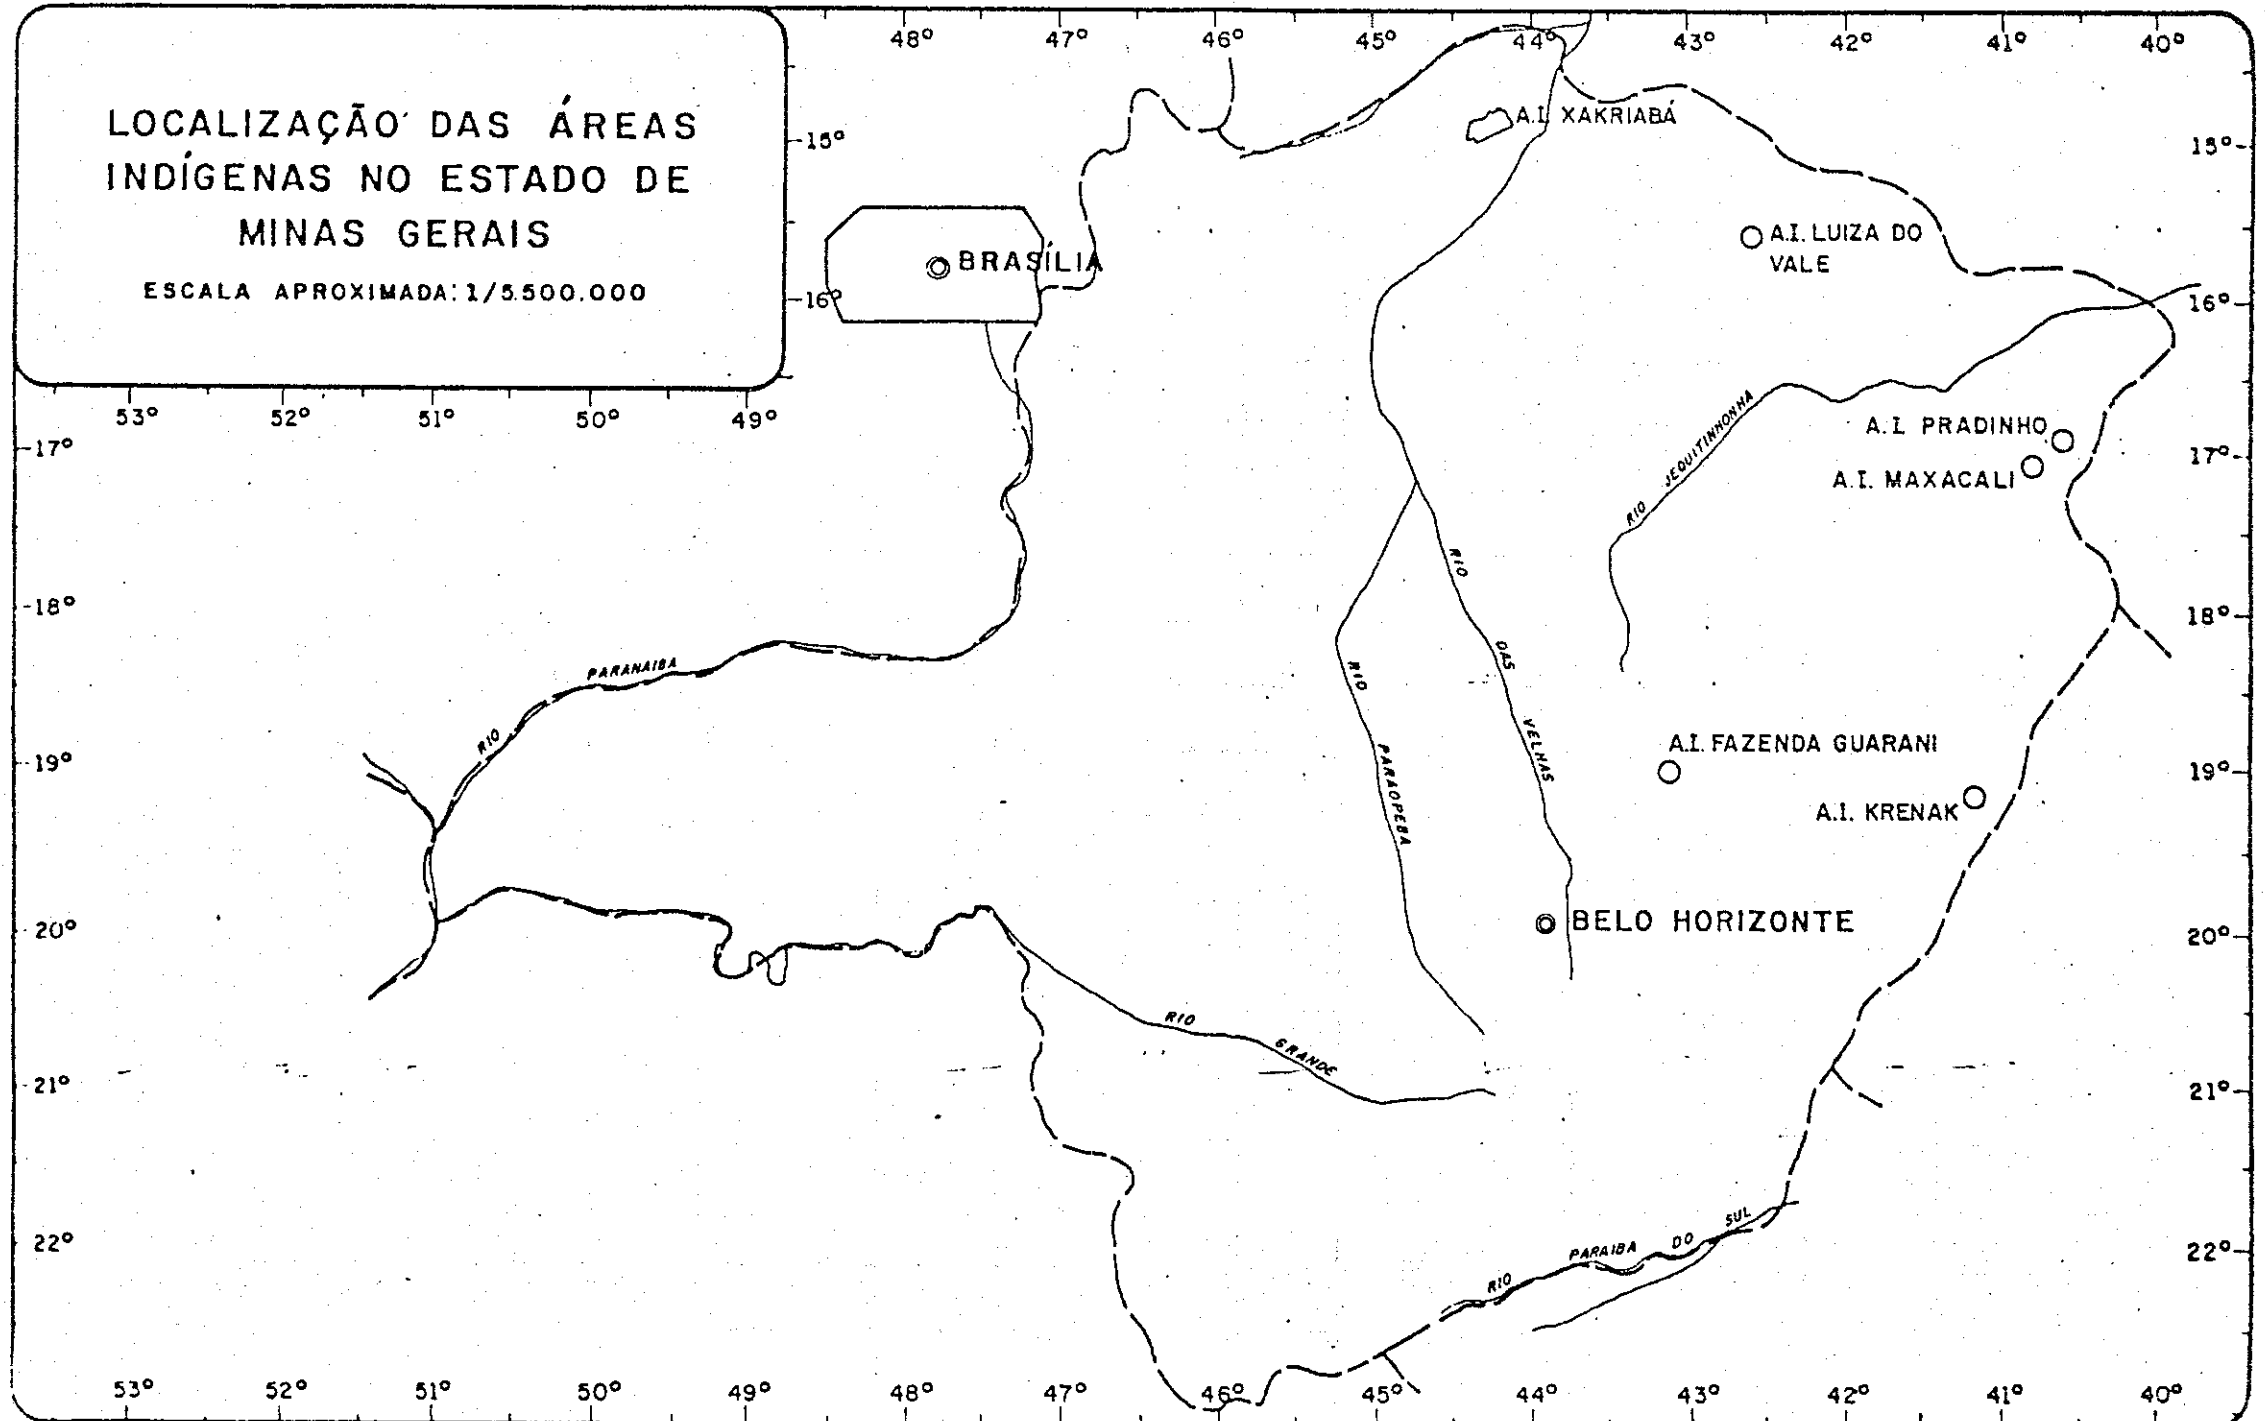 LOCALIZAÇÃO DAS ÁREAS
INDÍGENAS NO ESTADO DE
MINAS GERAIS
ESCALA APROXIMADA: 1/5.500.000
48° 47° 46° 45° 44° 43° 42° 41° 40°
15°
16°
53° 52° 51° 50° 49°
17°
18°
19°
20°
21°
22°
15°
16°
17°
18°
19°
20°
21°
22°
A.I. XAKRIABÁ
A.I. LUIZA DO
VALE
BRASÍLIA
RIO JEQUITINHONHA
A.I. PRADINHO
A.I. MAXACALI
RIO DAS VELHAS
RIO PARANAIBA
RIO PARAOPEBA
A.I. FAZENDA GUARANI
A.I. KRENAK
BELO HORIZONTE
RIO GRANDE
RIO PARAIBA DO SUL
53° 52° 51° 50° 49° 48° 47° 46° 45° 44° 43° 42° 41° 40°